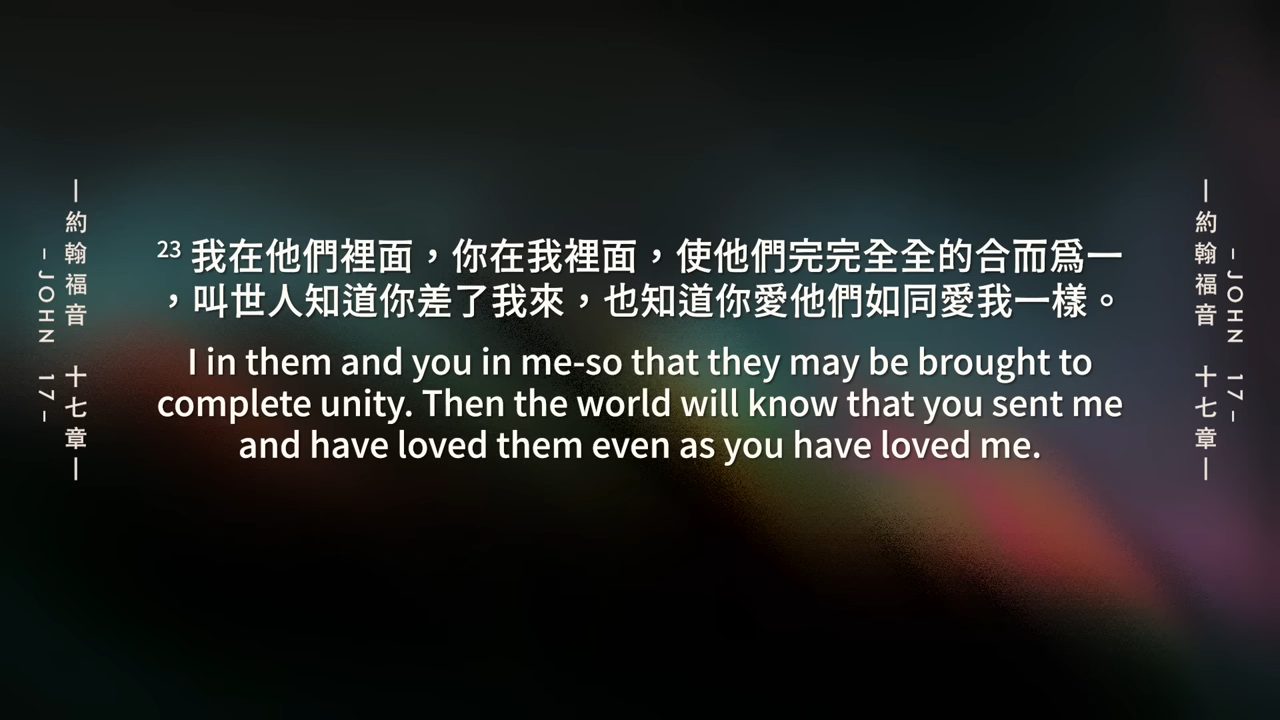 —約翰福音 十七章—
– JOHN 17 –
23 我在他們裡面，你在我裡面，使他們完完全全的合而爲一
，叫世人知道你差了我來，也知道你愛他們如同愛我一樣。
I in them and you in me-so that they may be brought to
complete unity. Then the world will know that you sent me
and have loved them even as you have loved me.
—約翰福音 十七章—
– JOHN 17 –